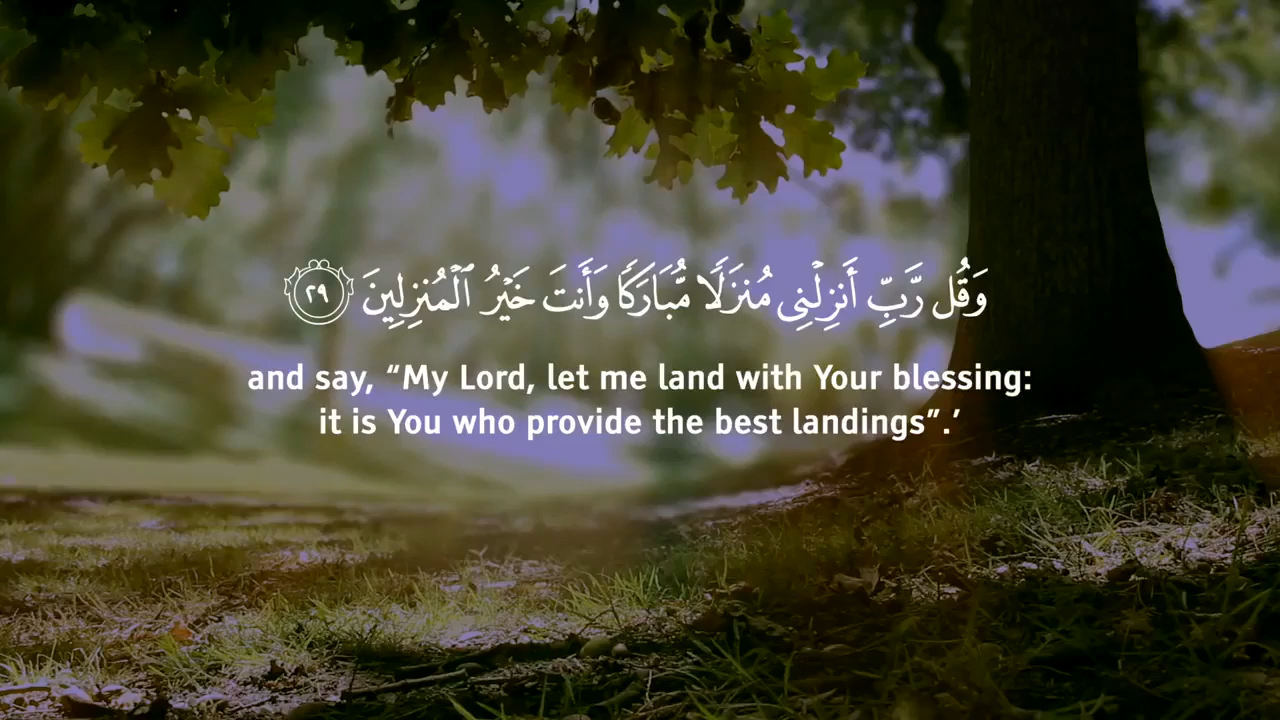 وَقُل رَّبِّ أَنزِلْنِى مُنزَلًا مُّبَارَكًا وَأَنتَ خَيْرُ ٱلْمُنزِلِينَ ٢٩
and say, “My Lord, let me land with Your blessing:
it is You who provide the best landings”.’